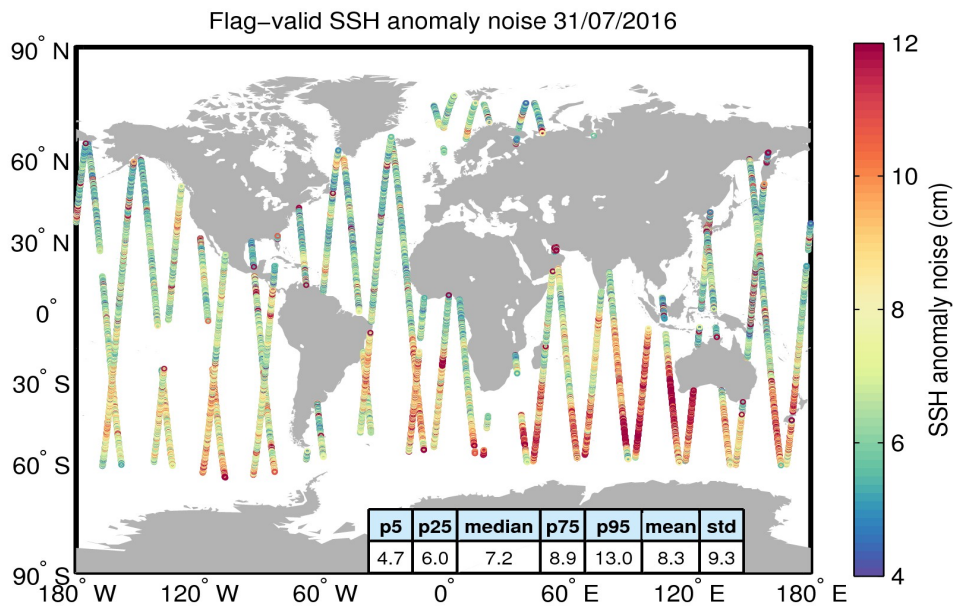 Flag−valid SSH anomaly noise 31/07/2016
90° N
60° N
30° N
0°
30° S
60° S
90° S
180° W 120° W 60° W 0° 60° E 120° E 180° E
p5 p25 median p75 p95 mean std
4.7 6.0 7.2 8.9 13.0 8.3 9.3
12
10
8
6
4
SSH anomaly noise (cm)